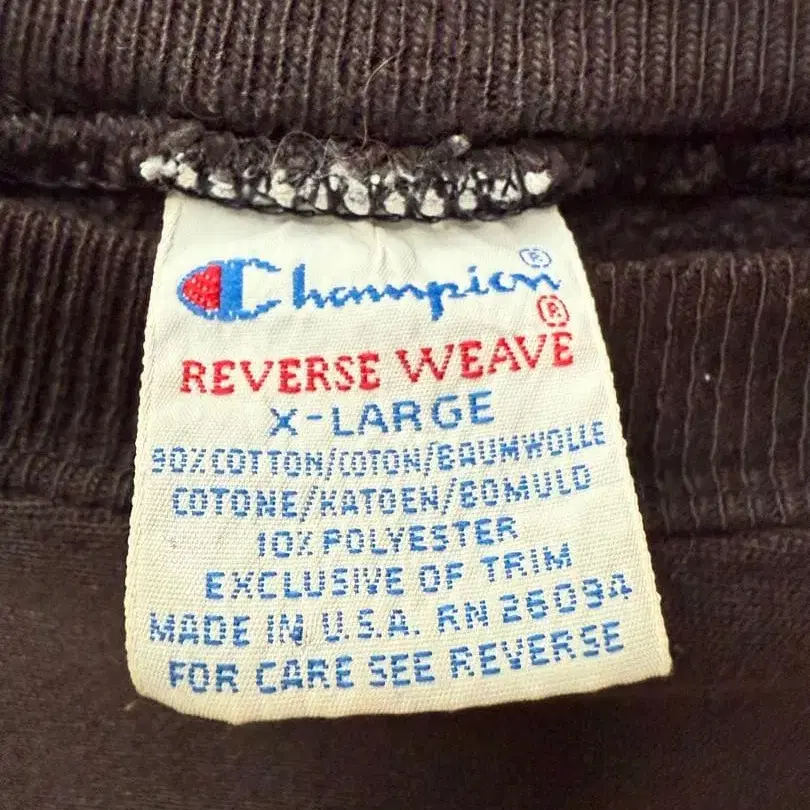 Champion®
®
REVERSE WEAVE
X-LARGE
90% COTTON/COTON/BAUMWOLLE
COTONE/KATOEN/BOMULD
10% POLYESTER
EXCLUSIVE OF TRIM
MADE IN U.S.A. RN 26094
FOR CARE SEE REVERSE